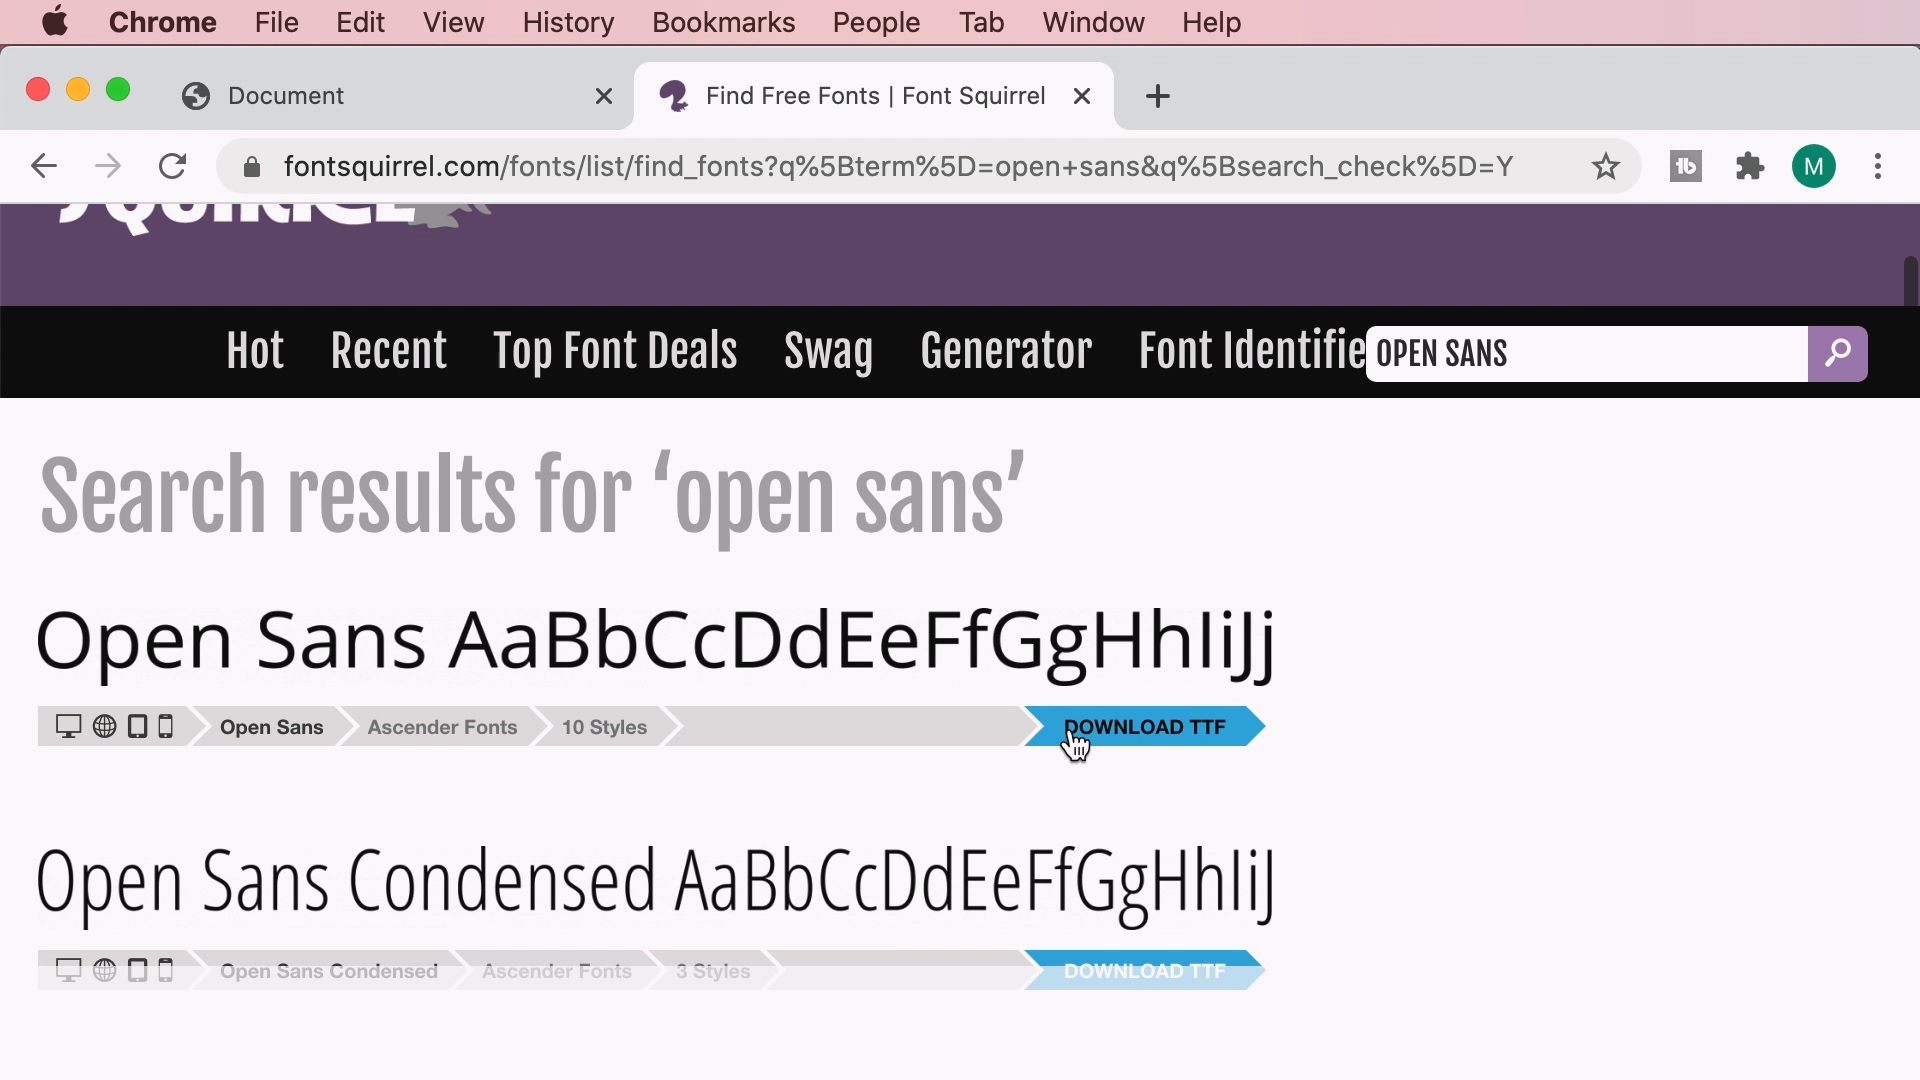 Chrome File Edit View History Bookmarks People Tab Window Help
Document
Find Free Fonts | Font Squirrel
fontsquirrel.com/fonts/list/find_fonts?q%5Bterm%5D=open+sans&q%5Bsearch_check%5D=Y
M
SQUIRREL
Hot Recent Top Font Deals Swag Generator Font Identifie
OPEN SANS
Search results for ‘open sans’
Open Sans AaBbCcDdEeFfGgHhIiJj
Open Sans Ascender Fonts 10 Styles DOWNLOAD TTF
Open Sans Condensed AaBbCcDdEeFfGgHhIiJ
Open Sans Condensed Ascender Fonts 3 Styles DOWNLOAD TTF